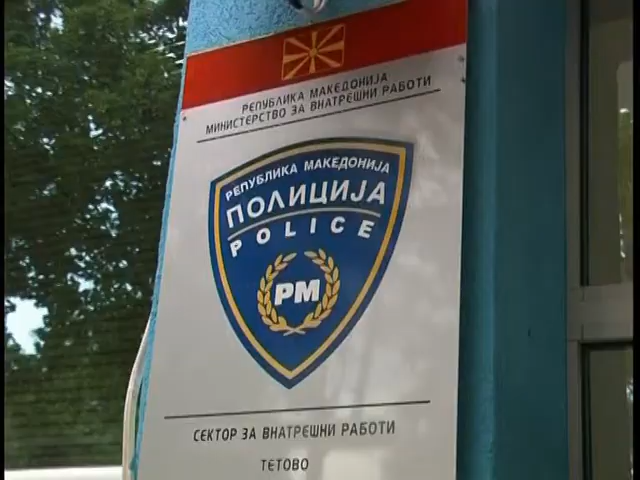 РЕПУБЛИКА МАКЕДОНИЈА
МИНИСТЕРСТВО ЗА ВНАТРЕШНИ РАБОТИ
РЕПУБЛИКА МАКЕДОНИЈА
ПОЛИЦИЈА
POLICE
РМ
СЕКТОР ЗА ВНАТРЕШНИ РАБОТИ
ТЕТОВО